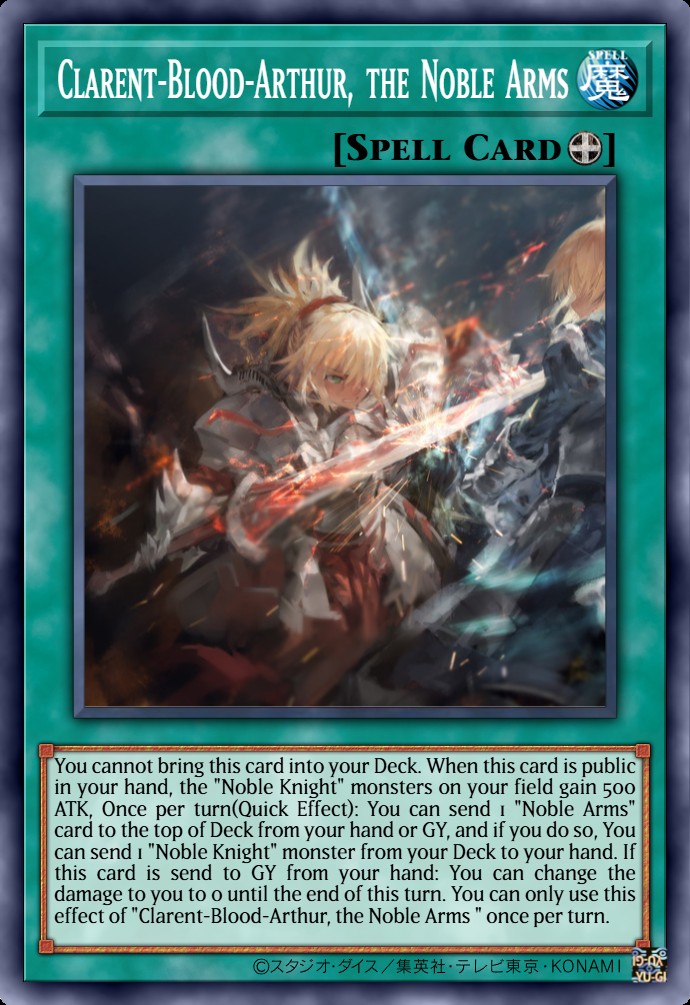 CLARENT-BLOOD-ARTHUR, THE NOBLE ARMS
SPELL
魔
[SPELL CARD]
You cannot bring this card into your Deck. When this card is public
in your hand, the "Noble Knight" monsters on your field gain 500
ATK, Once per turn(Quick Effect): You can send 1 "Noble Arms"
card to the top of Deck from your hand or GY, and if you do so, You
can send 1 "Noble Knight" monster from your Deck to your hand. If
this card is send to GY from your hand: You can change the
damage to you to 0 until the end of this turn. You can only use this
effect of "Clarent-Blood-Arthur, the Noble Arms " once per turn.
©スタジオ・ダイス／集英社・テレビ東京・KONAMI
YU-GI